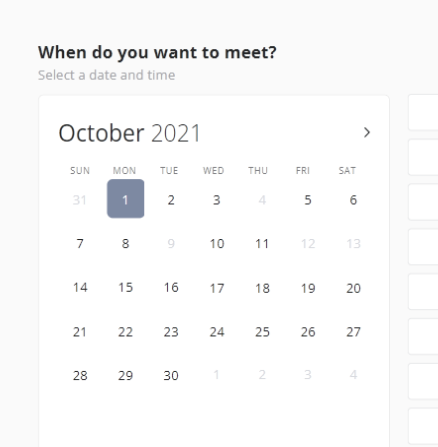 When do you want to meet?
Select a date and time
October 2021
SUN MON TUE WED THU FRI SAT
31 1 2 3 4 5 6
7 8 9 10 11 12 13
14 15 16 17 18 19 20
21 22 23 24 25 26 27
28 29 30 1 2 3 4